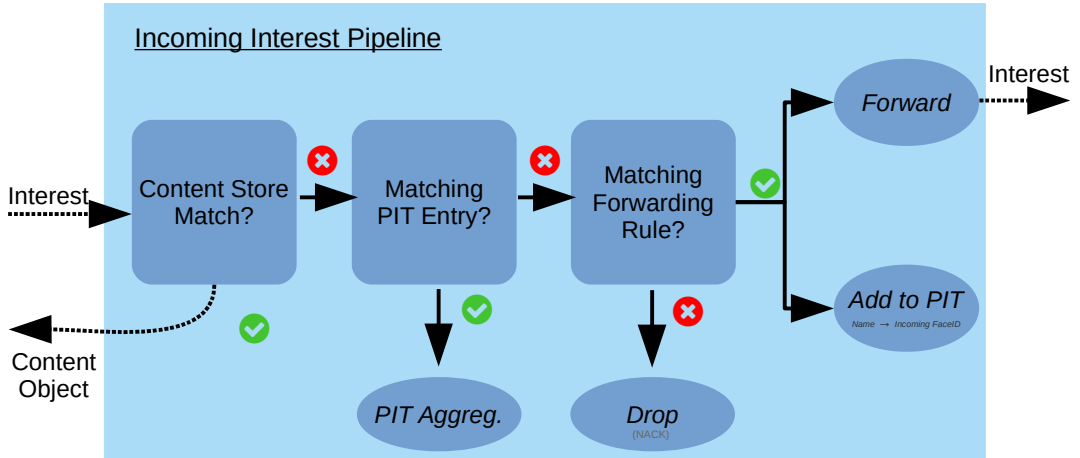 Incoming Interest Pipeline
Interest
Forward
Interest
Content Store
Match?
Matching
PIT Entry?
Matching
Forwarding
Rule?
Add to PIT
Name → Incoming FaceID
Content
Object
PIT Aggreg.
Drop
(NACK)